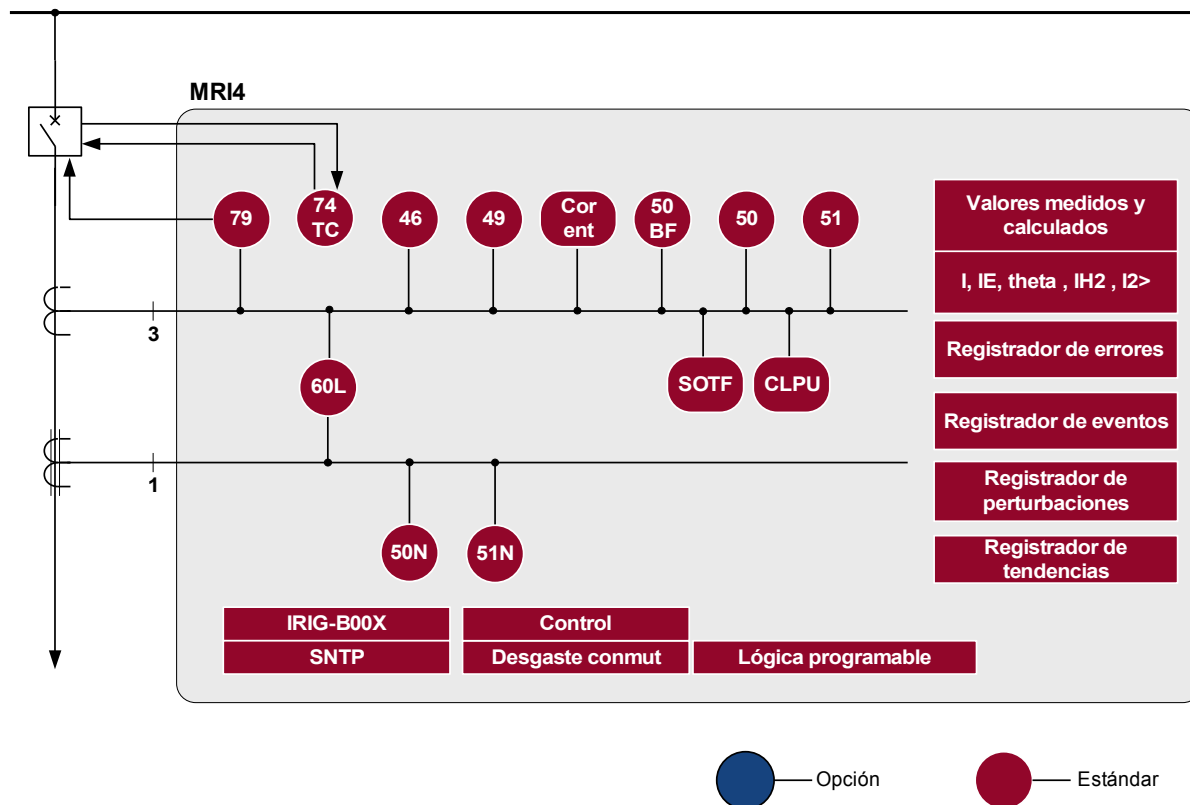 MRI4
79
74
TC
46
49
Cor
ent
50
BF
50
51
Valores medidos y
calculados
I, IE, theta , IH2 , I2>
3
Registrador de errores
60L
SOTF
CLPU
Registrador de eventos
1
Registrador de
perturbaciones
50N
51N
Registrador de
tendencias
IRIG-B00X
Control
SNTP
Desgaste conmut
Lógica programable
Opción
Estándar